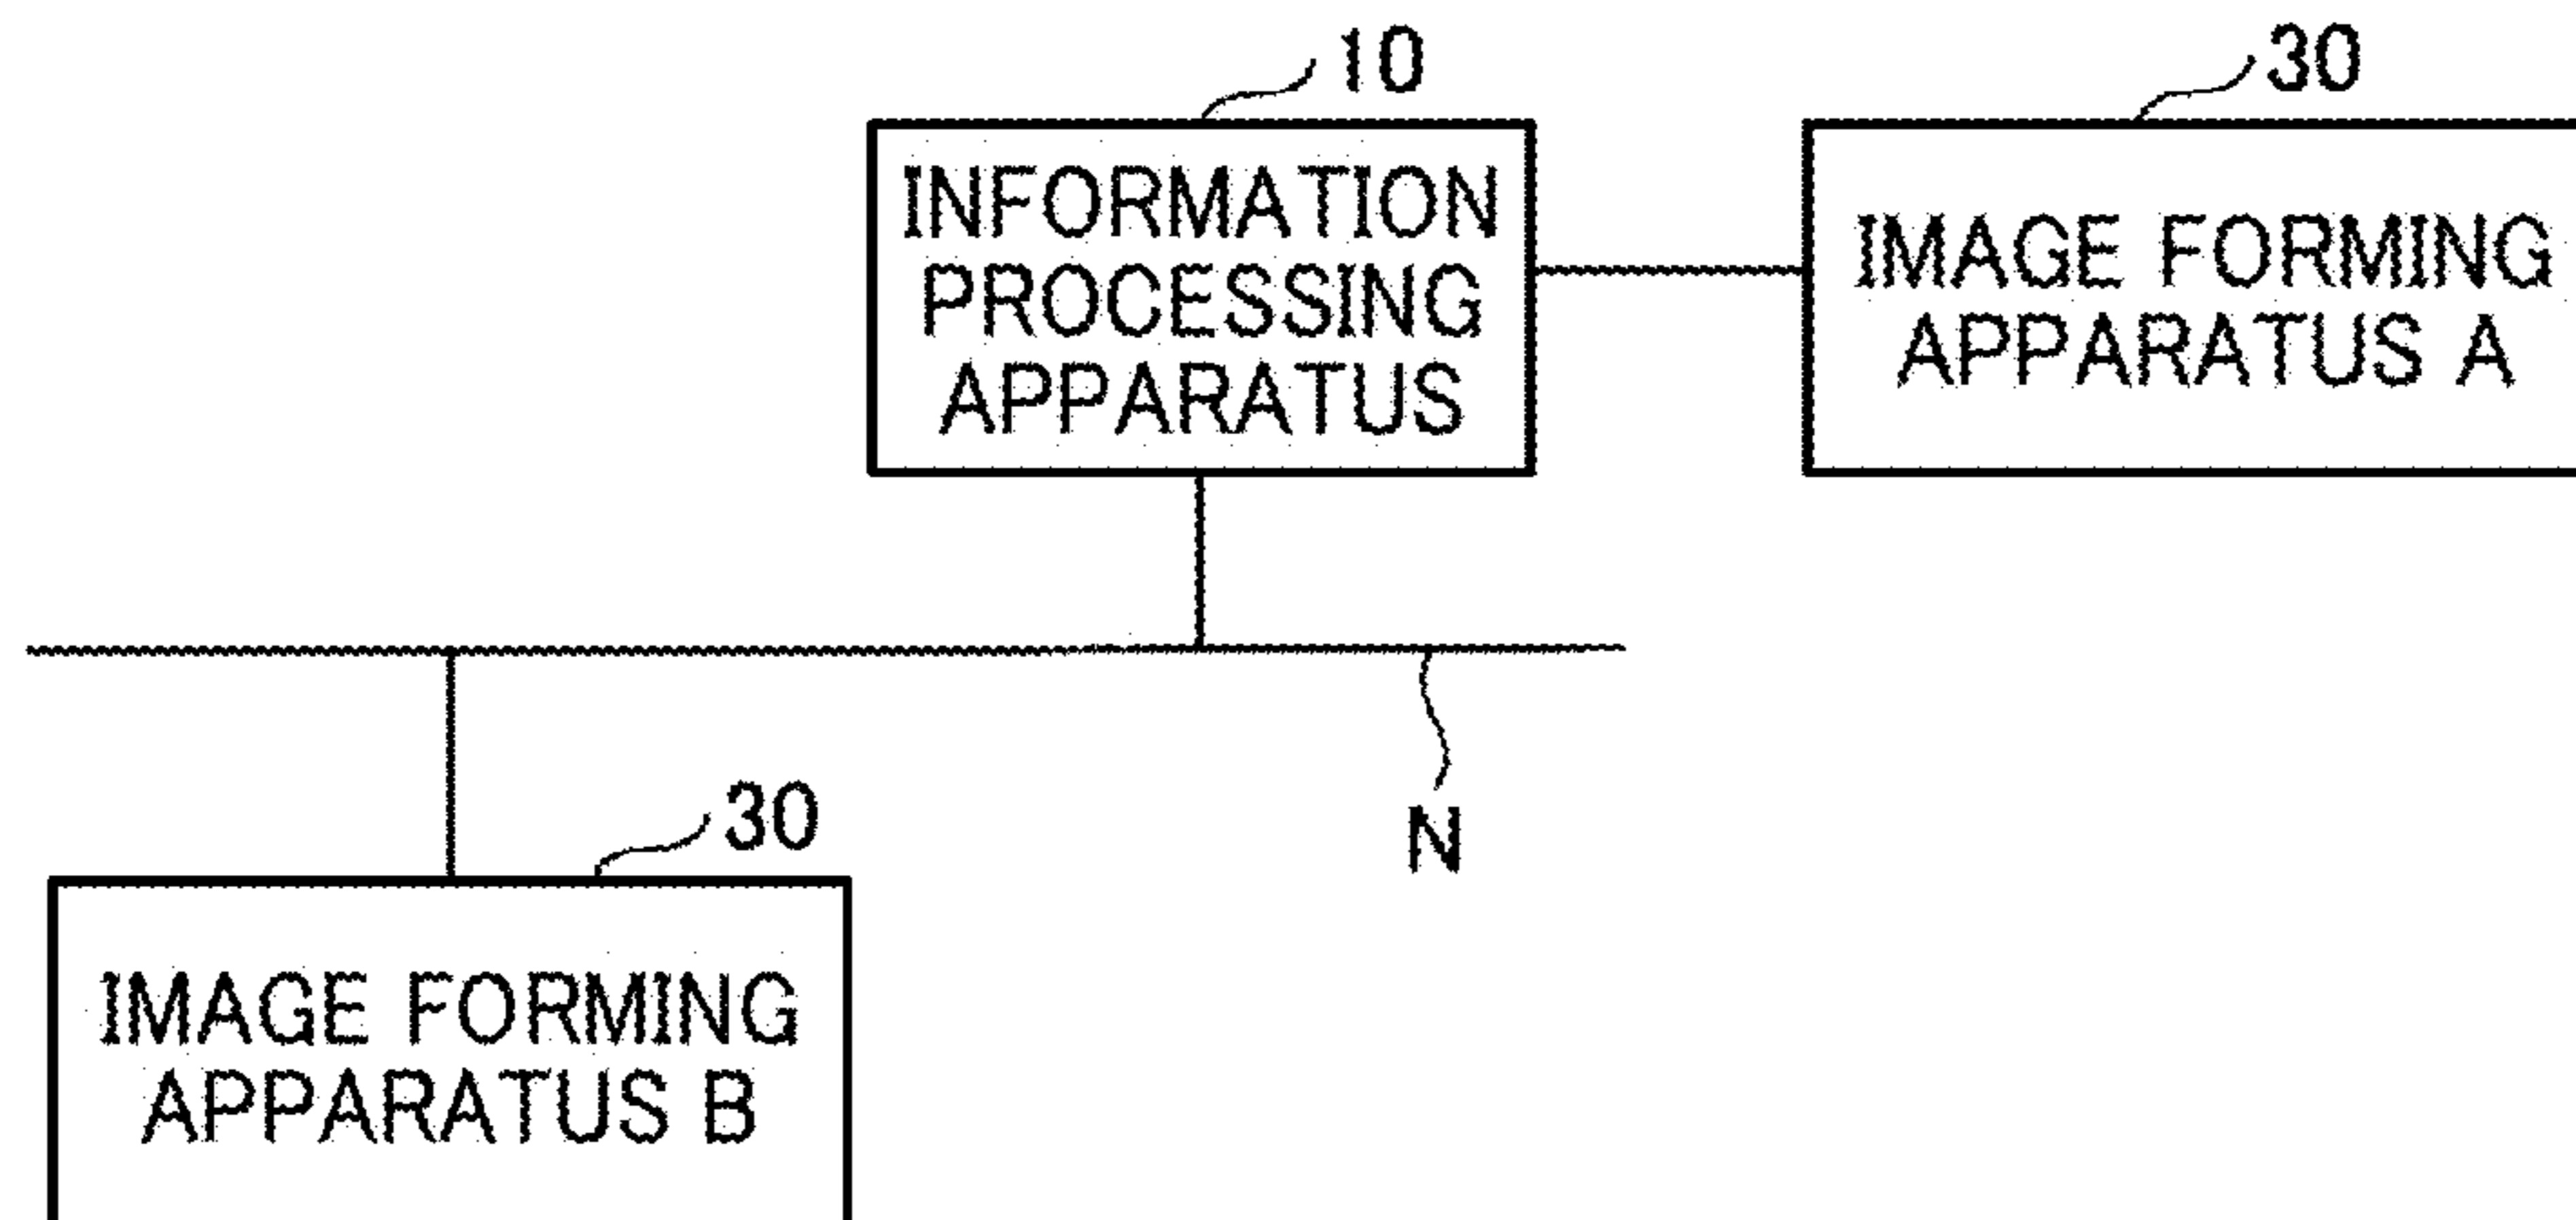 10
INFORMATION
PROCESSING
APPARATUS
30
IMAGE FORMING
APPARATUS A
N
30
IMAGE FORMING
APPARATUS B